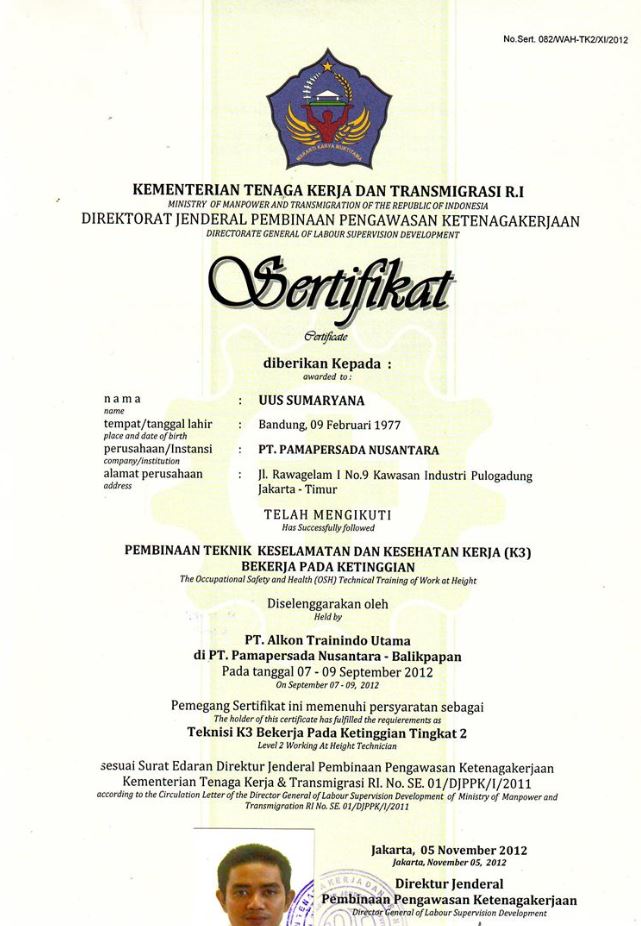 No.Sert. 082/WAH-TK2/XI/2012
KEMENTERIAN TENAGA KERJA DAN TRANSMIGRASI R.I
MINISTRY OF MANPOWER AND TRANSMIGRATION OF THE REPUBLIC OF INDONESIA
DIREKTORAT JENDERAL PEMBINAAN PENGAWASAN KETENAGAKERJAAN
DIRECTORATE GENERAL OF LABOUR SUPERVISION DEVELOPMENT
Sertifikat
Certificate
diberikan Kepada :
awarded to :
nama : UUS SUMARYANA
name
tempat/tanggal lahir : Bandung, 09 Februari 1977
place and date of birth
perusahaan/Instansi : PT. PAMAPERSADA NUSANTARA
company/institution
alamat perusahaan : Jl. Rawagelam I No.9 Kawasan Industri Pulogadung
address
Jakarta - Timur
TELAH MENGIKUTI
Has Successfully followed
PEMBINAAN TEKNIK KESELAMATAN DAN KESEHATAN KERJA (K3)
BEKERJA PADA KETINGGIAN
The Occupational Safety and Health (OSH) Technical Training of Work at Height
Diselenggarakan oleh
Held by
PT. Alkon Trainindo Utama
di PT. Pamapersada Nusantara - Balikpapan
Pada tanggal 07 - 09 September 2012
On September 07 - 09, 2012
Pemegang Sertifikat ini memenuhi persyaratan sebagai
The holder of this certificate has fulfilled the requierements as
Teknisi K3 Bekerja Pada Ketinggian Tingkat 2
Level 2 Working At Height Technician
sesuai Surat Edaran Direktur Jenderal Pembinaan Pengawasan Ketenagakerjaan
Kementerian Tenaga Kerja & Transmigrasi RI. No. SE. 01/DJPPK/I/2011
according to the Circulation Letter of the Director General of Labour Supervision Development of Ministry of Manpower and
Transmigration RI No. SE. 01/DJPPK/I/2011
Jakarta, 05 November 2012
Jakarta, November 05, 2012
Direktur Jenderal
Pembinaan Pengawasan Ketenagakerjaan
Director General of Labour Supervision Development